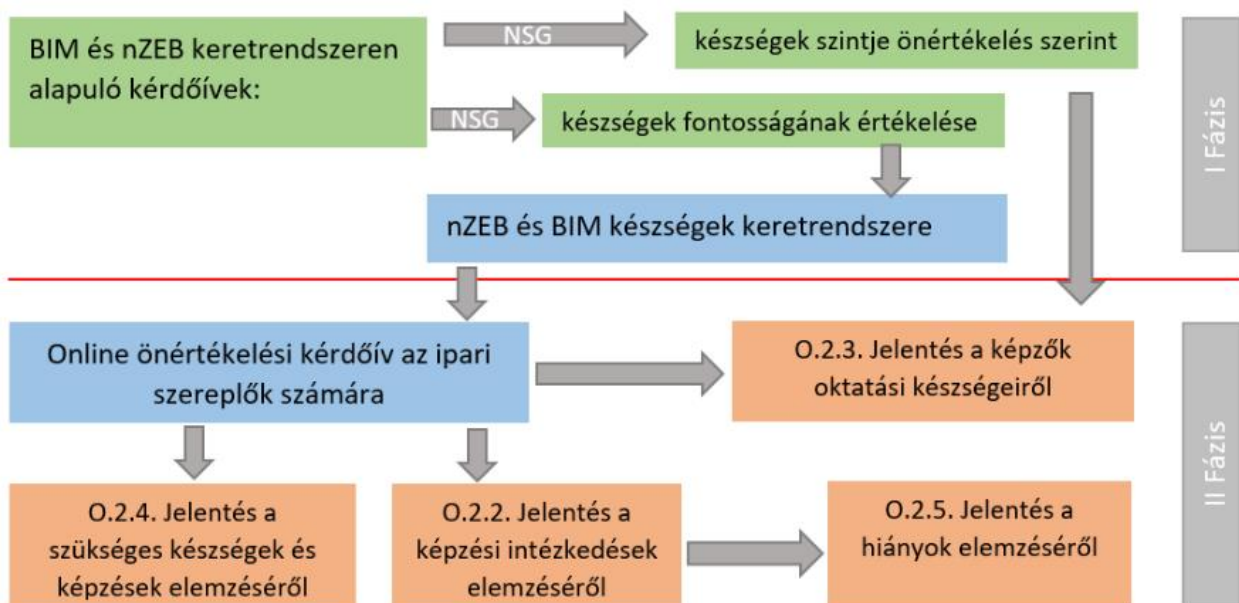 BIM és nZEB keretrendszeren
alapuló kérdőívek:
NSG
készségek szintje önértékelés szerint
NSG
készségek fontosságának értékelése
nZEB és BIM készségek keretrendszere
I Fázis
Online önértékelési kérdőív az ipari
szereplők számára
O.2.3. Jelentés a képzők
oktatási készségeiről
O.2.4. Jelentés a
szükséges készségek és
képzések elemzéséről
O.2.2. Jelentés a
képzési intézkedések
elemzéséről
O.2.5. Jelentés a
hiányok elemzéséről
II Fázis